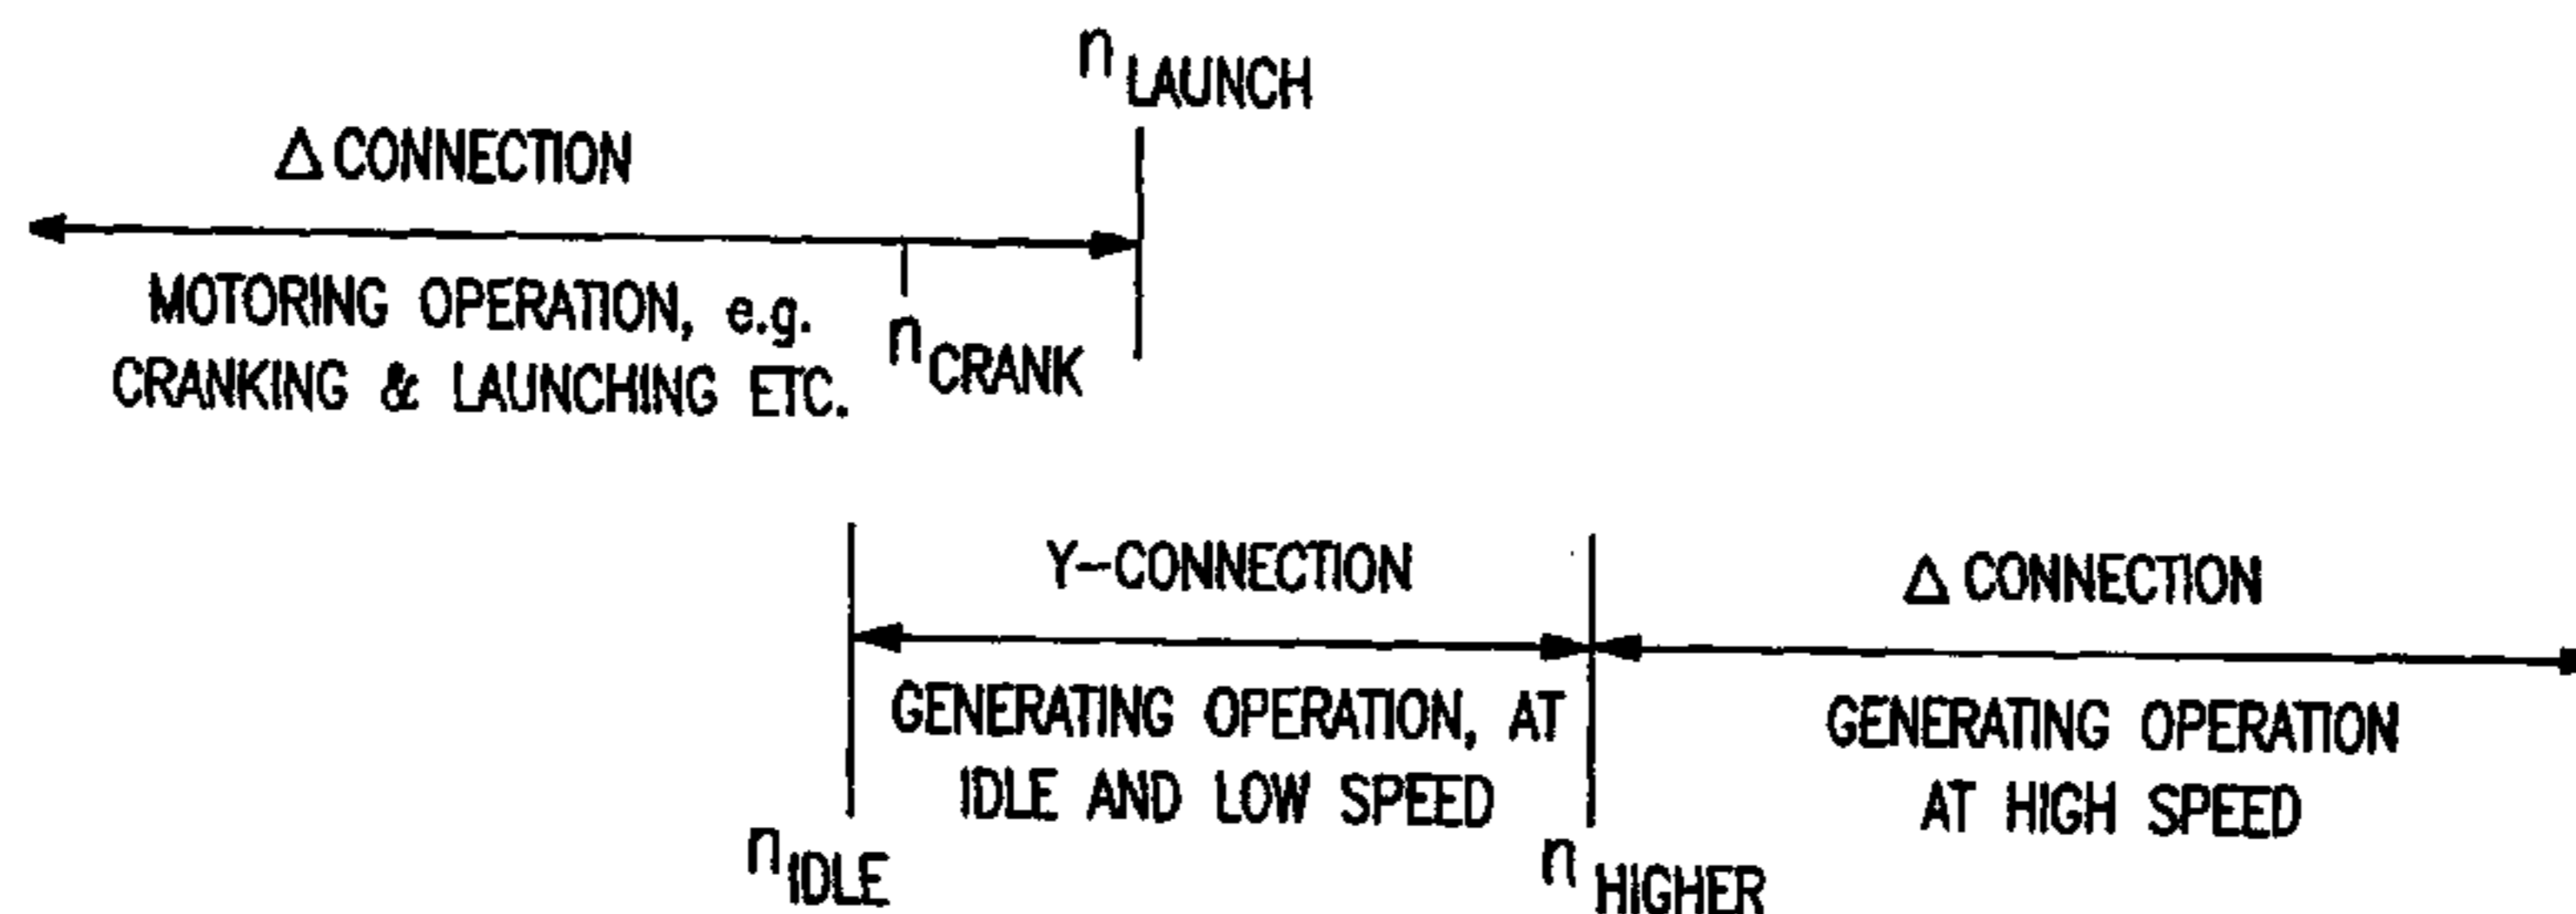 n LAUNCH
Δ CONNECTION
MOTORING OPERATION, e.g.
CRANKING & LAUNCHING ETC.
n CRANK
Y-CONNECTION
Δ CONNECTION
GENERATING OPERATION, AT
IDLE AND LOW SPEED
GENERATING OPERATION
AT HIGH SPEED
n IDLE
n HIGHER